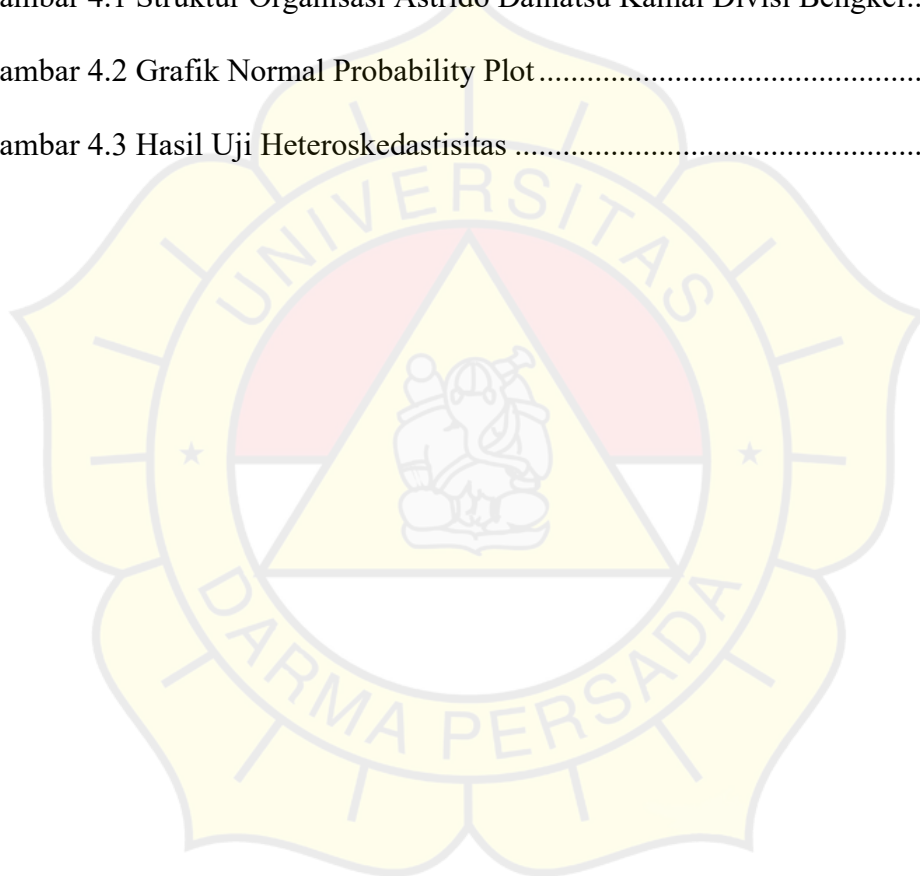 ambar 4.1 Struktur Organisasi Astrido Daihatsu Kamal Divisi Bengkel..
ambar 4.2 Grafik Normal Probability Plot................................................
ambar 4.3 Hasil Uji Heteroskedastisitas ...................................................
UNIVERSITAS
DARMA PERSADA